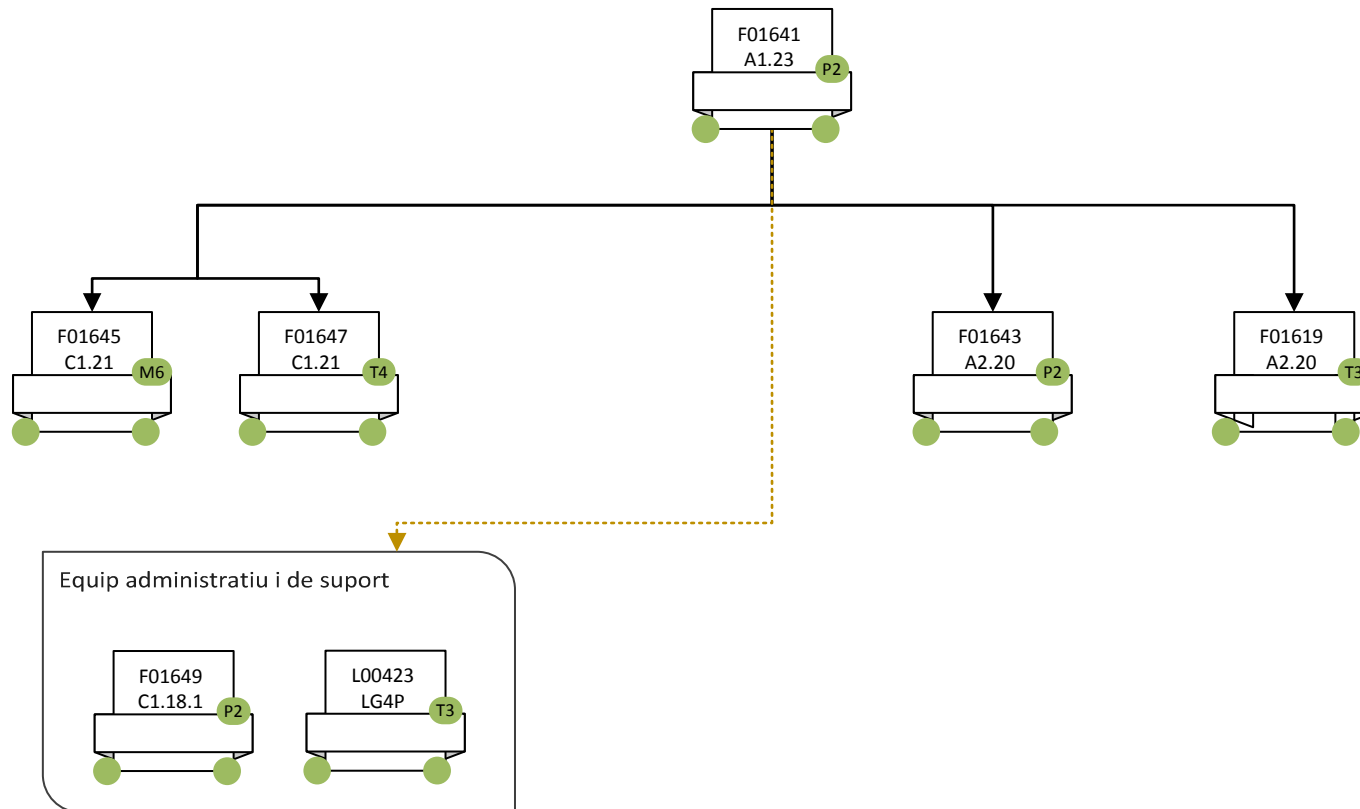 F01641
A1.23
P2
F01645
C1.21
M6
F01647
C1.21
T4
F01643
A2.20
P2
F01619
A2.20
T3
Equip administratiu i de suport
F01649
C1.18.1
P2
L00423
LG4P
T3